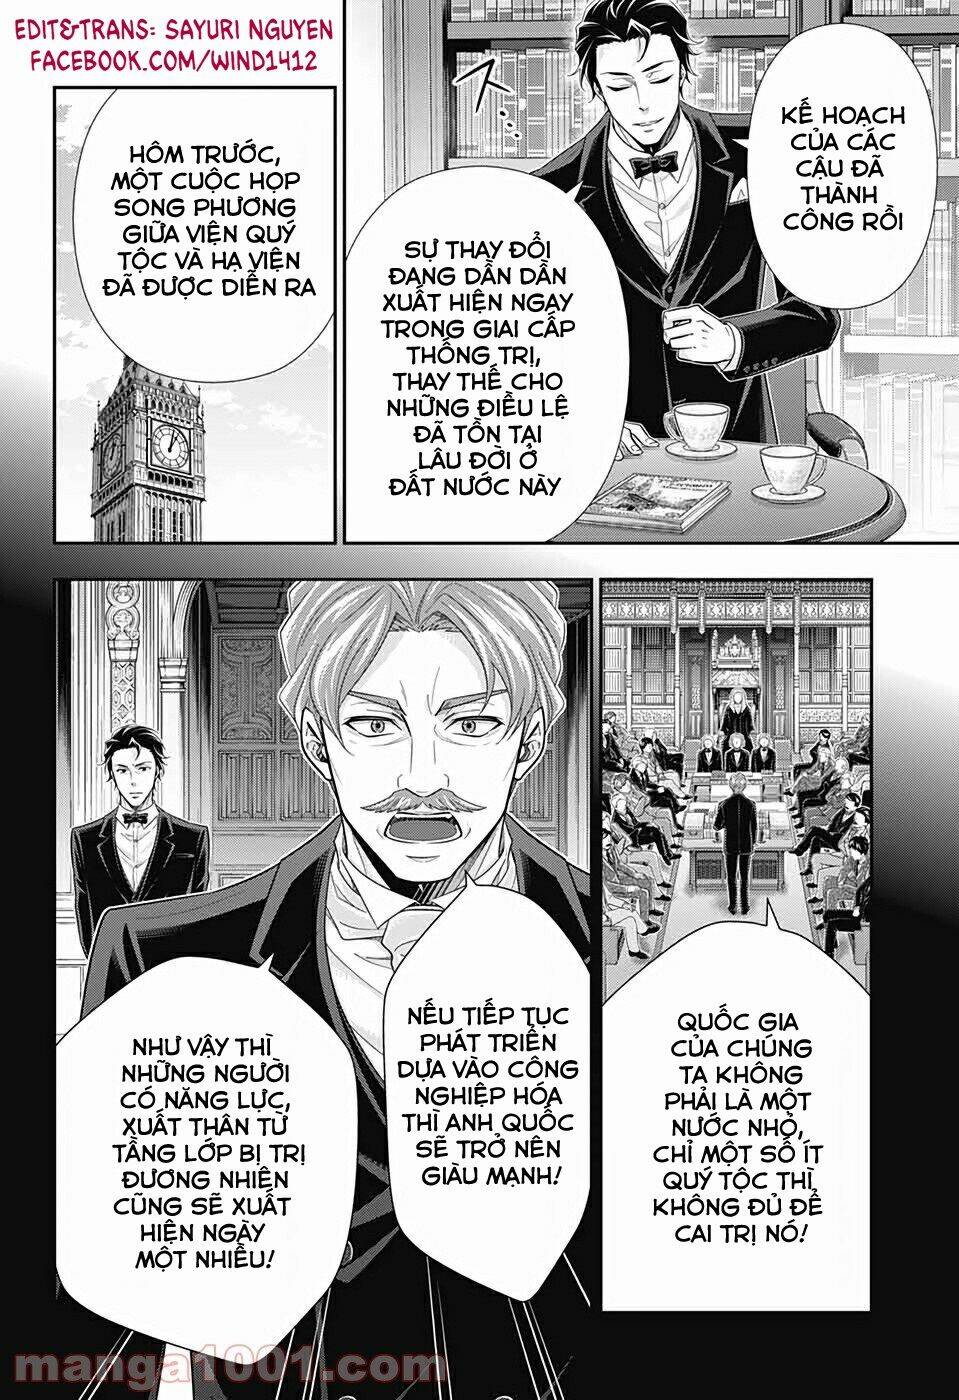 EDIT&TRANS: SAYURI NGUYEN
FACEBOOK.COM/WIND1412
KẾ HOẠCH
CỦA CÁC
CẬU ĐÃ
THÀNH
CÔNG RỒI
SỰ THAY ĐỔI
ĐANG DẦN DẦN
XUẤT HIỆN NGAY
TRONG GIAI CẤP
THỐNG TRỊ,
THAY THẾ CHO
NHỮNG ĐIỀU LỆ
ĐÃ TỒN TẠI
LÂU ĐỜI Ở
ĐẤT NƯỚC NÀY
HÔM TRƯỚC,
MỘT CUỘC HỌP
SONG PHƯƠNG
GIỮA VIỆN QUÝ
TỘC VÀ HẠ VIỆN
ĐÃ ĐƯỢC DIỄN RA
QUỐC GIA
CỦA CHÚNG
TA KHÔNG
PHẢI LÀ MỘT
NƯỚC NHỎ,
CHỈ MỘT SỐ ÍT
QUÝ TỘC THÌ
KHÔNG ĐỦ ĐỂ
CAI TRỊ NÓ!
NẾU TIẾP TỤC
PHÁT TRIỂN
DỰA VÀO CÔNG
NGHIỆP HÓA
THÌ ANH QUỐC
SẼ TRỞ NÊN
GIÀU MẠNH!
NHƯ VẬY THÌ
NHỮNG NGƯỜI
CÓ NĂNG LỰC,
XUẤT THÂN TỪ
TẦNG LỚP BỊ TRỊ
ĐƯƠNG NHIÊN
CŨNG SẼ XUẤT
HIỆN NGÀY
MỘT NHIỀU!
manga1001.com